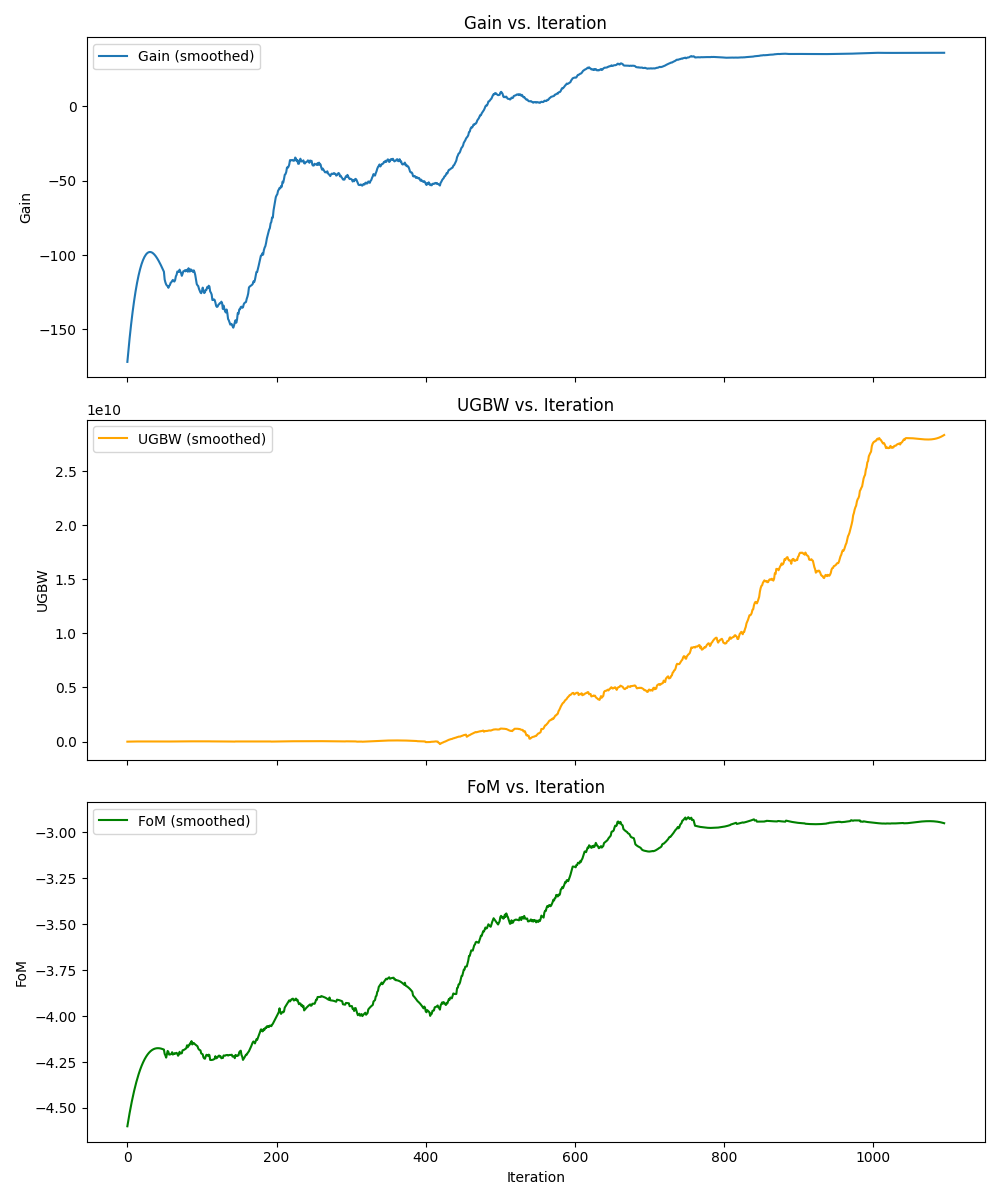 Gain vs. Iteration
Gain (smoothed)
0
−50
−100
−150
Gain
1e10
UGBW vs. Iteration
UGBW (smoothed)
2.5
2.0
1.5
1.0
0.5
0.0
UGBW
FoM vs. Iteration
FoM (smoothed)
−3.00
−3.25
−3.50
−3.75
−4.00
−4.25
−4.50
FoM
0 200 400 600 800 1000
Iteration